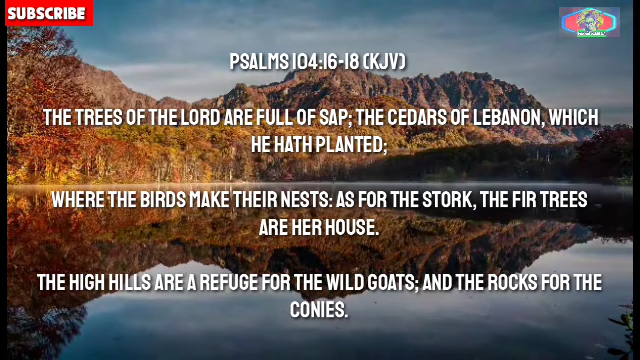 SUBSCRIBE
PSALMS 104:16-18 (KJV)
THE TREES OF THE LORD ARE FULL OF SAP; THE CEDARS OF LEBANON, WHICH
HE HATH PLANTED;
WHERE THE BIRDS MAKE THEIR NESTS: AS FOR THE STORK, THE FIR TREES
ARE HER HOUSE.
THE HIGH HILLS ARE A REFUGE FOR THE WILD GOATS; AND THE ROCKS FOR THE
CONIES.